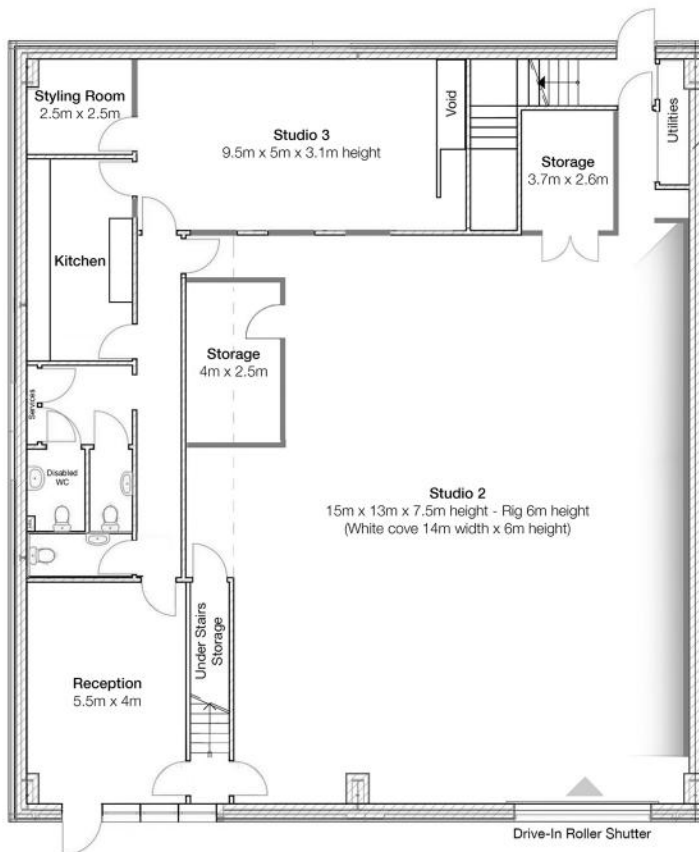 Styling Room
2.5m x 2.5m
Studio 3
9.5m x 5m x 3.1m height
Void
Utilities
Storage
3.7m x 2.6m
Kitchen
Storage
4m x 2.5m
Services
Disabled
WC
Studio 2
15m x 13m x 7.5m height - Rig 6m height
(White cove 14m width x 6m height)
Under Stairs
Storage
Reception
5.5m x 4m
Drive-In Roller Shutter